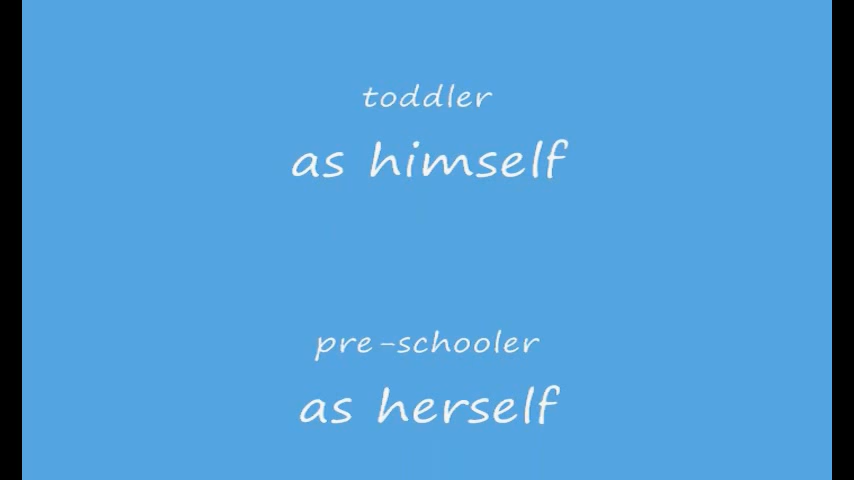 toddler
as himself
pre-schooler
as herself